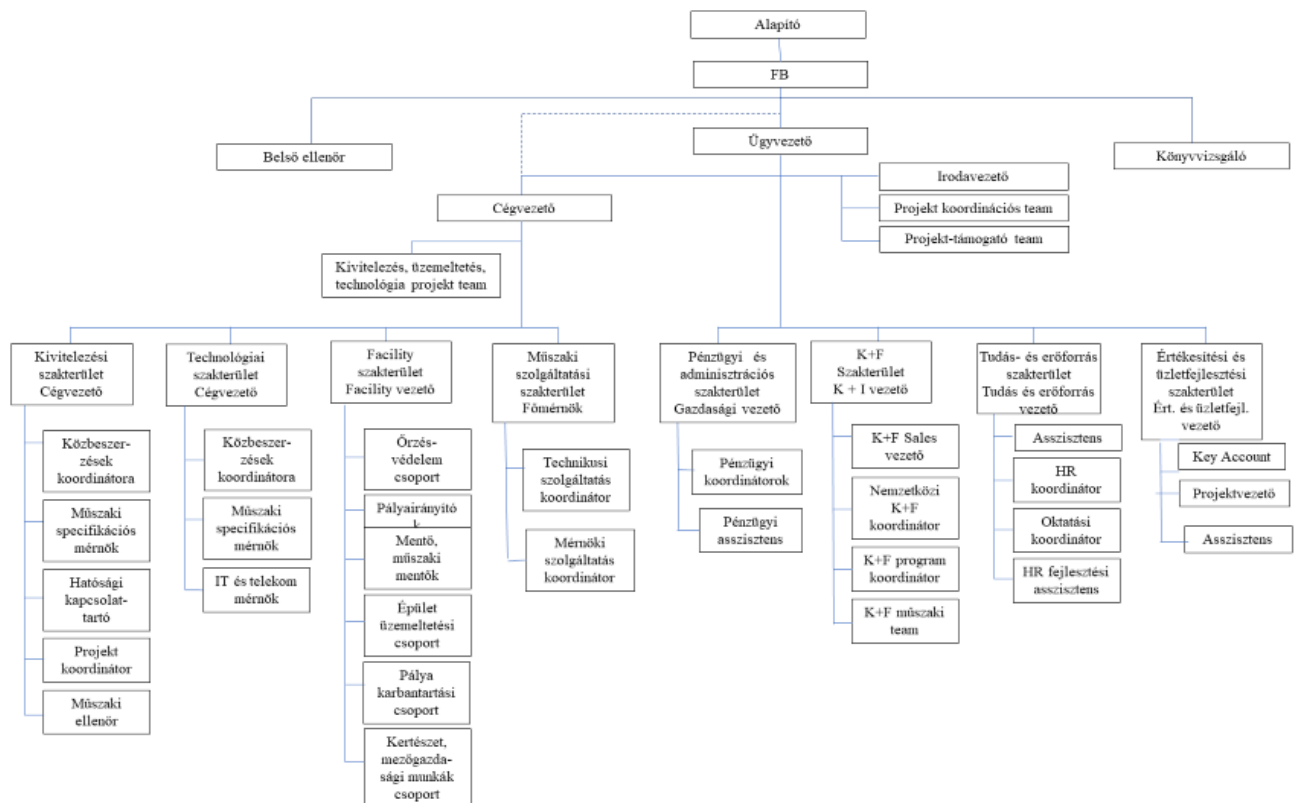 Alapító
FB
Ügyvezető
Belső ellenőr
Könyvvizsgáló
Irodavezető
Cégvezető
Projekt koordinációs team
Projekt-támogató team
Kivitelezés, üzemeltetés,
technológia projekt team
Kivitelezési
szakterület
Cégvezető
Közbeszer-
zések
koordinátora
Műszaki
specifikációs
mérnök
Hatósági
kapcsolat-
tartó
Projekt
koordinátor
Műszaki
ellenőr
Technológiai
szakterület
Cégvezető
Közbeszer-
zések
koordinátora
Műszaki
specifikációs
mérnök
IT és telekom
mérnök
Facility
szakterület
Facility vezető
Őrzés-
védelem
csoport
Pályairányító
k
Mentő,
műszaki
mentők
Épület
üzemeltetési
csoport
Pálya
karbantartási
csoport
Kertészet,
mezőgazda-
sági munkák
csoport
Műszaki
szolgáltatási
szakterület
Főmérnök
Technikusi
szolgáltatás
koordinátor
Mérnöki
szolgáltatás
koordinátor
Pénzügyi és
adminisztrációs
szakterület
Gazdasági vezető
Pénzügyi
koordinátorok
Pénzügyi
asszisztens
K+F
Szakterület
K + I vezető
K+F Sales
vezető
Nemzetközi
K+F
koordinátor
K+F program
koordinátor
K+F műszaki
team
Tudás- és erőforrás
szakterület
Tudás és erőforrás
vezető
Asszisztens
HR
koordinátor
Oktatási
koordinátor
HR fejlesztési
asszisztens
Értékesítési és
üzletfejlesztési
szakterület
Ért. és üzletfejl.
vezető
Key Account
Projektvezető
Asszisztens